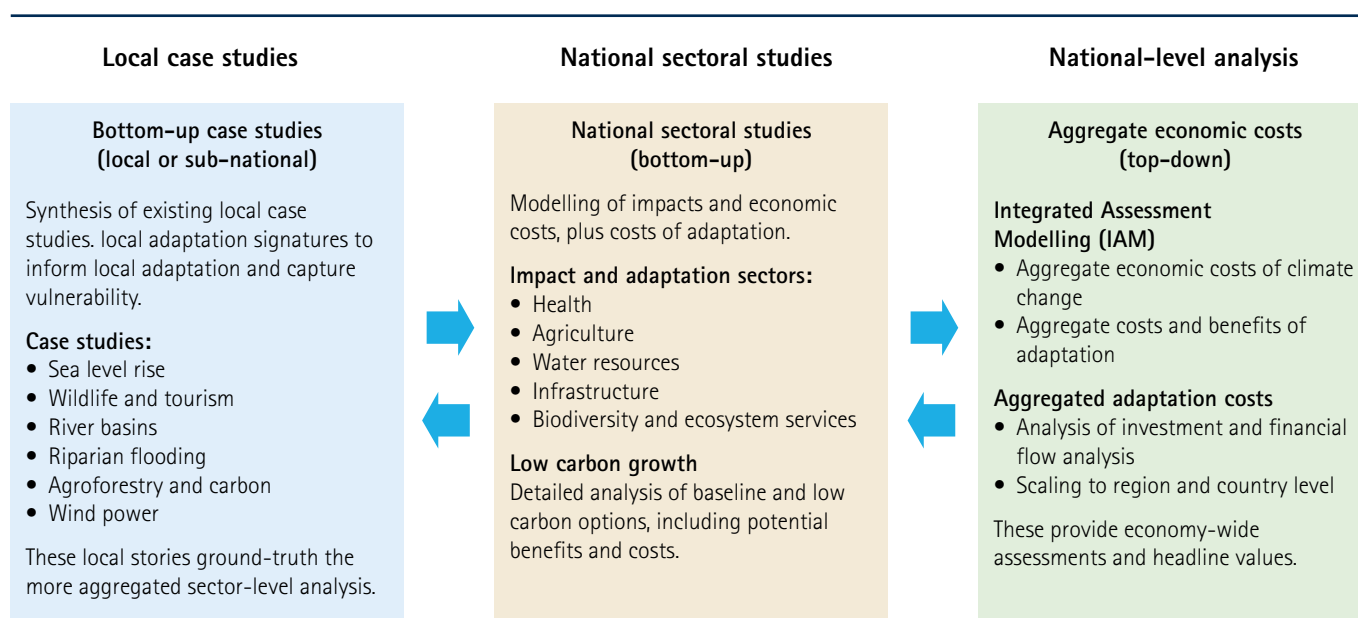 Local case studies
Bottom-up case studies
(local or sub-national)
Synthesis of existing local case
studies. local adaptation signatures to
inform local adaptation and capture
vulnerability.
Case studies:
• Sea level rise
• Wildlife and tourism
• River basins
• Riparian flooding
• Agroforestry and carbon
• Wind power
These local stories ground-truth the
more aggregated sector-level analysis.
National sectoral studies
National sectoral studies
(bottom-up)
Modelling of impacts and economic
costs, plus costs of adaptation.
Impact and adaptation sectors:
• Health
• Agriculture
• Water resources
• Infrastructure
• Biodiversity and ecosystem services
Low carbon growth
Detailed analysis of baseline and low
carbon options, including potential
benefits and costs.
National-level analysis
Aggregate economic costs
(top-down)
Integrated Assessment
Modelling (IAM)
• Aggregate economic costs of climate
change
• Aggregate costs and benefits of
adaptation
Aggregated adaptation costs
• Analysis of investment and financial
flow analysis
• Scaling to region and country level
These provide economy-wide
assessments and headline values.